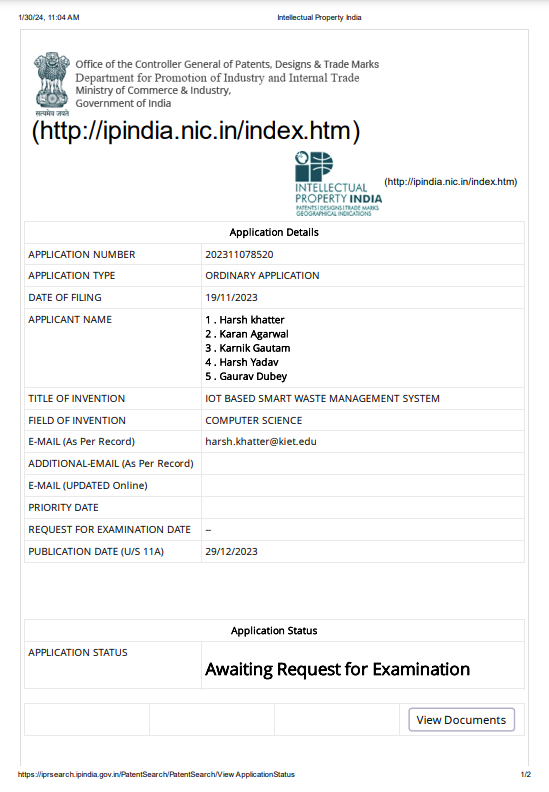 1/30/24, 11:04 AM Intellectual Property India
Office of the Controller General of Patents, Designs & Trade Marks
Department for Promotion of Industry and Internal Trade
Ministry of Commerce & Industry,
Government of India
सत्यमेव जयते
(http://ipindia.nic.in/index.htm)
INTELLECTUAL
PROPERTY INDIA
PATENTS | DESIGNS | TRADE MARKS
GEOGRAPHICAL INDICATIONS
(http://ipindia.nic.in/index.htm)
Application Details
APPLICATION NUMBER 202311078520
APPLICATION TYPE ORDINARY APPLICATION
DATE OF FILING 19/11/2023
APPLICANT NAME 1 . Harsh khatter
2 . Karan Agarwal
3 . Karnik Gautam
4 . Harsh Yadav
5 . Gaurav Dubey
TITLE OF INVENTION IOT BASED SMART WASTE MANAGEMENT SYSTEM
FIELD OF INVENTION COMPUTER SCIENCE
E-MAIL (As Per Record) harsh.khatter@kiet.edu
ADDITIONAL-EMAIL (As Per Record)
E-MAIL (UPDATED Online)
PRIORITY DATE
REQUEST FOR EXAMINATION DATE --
PUBLICATION DATE (U/S 11A) 29/12/2023
Application Status
APPLICATION STATUS Awaiting Request for Examination
View Documents
https://iprsearch.ipindia.gov.in/PatentSearch/PatentSearch/View ApplicationStatus 1/2